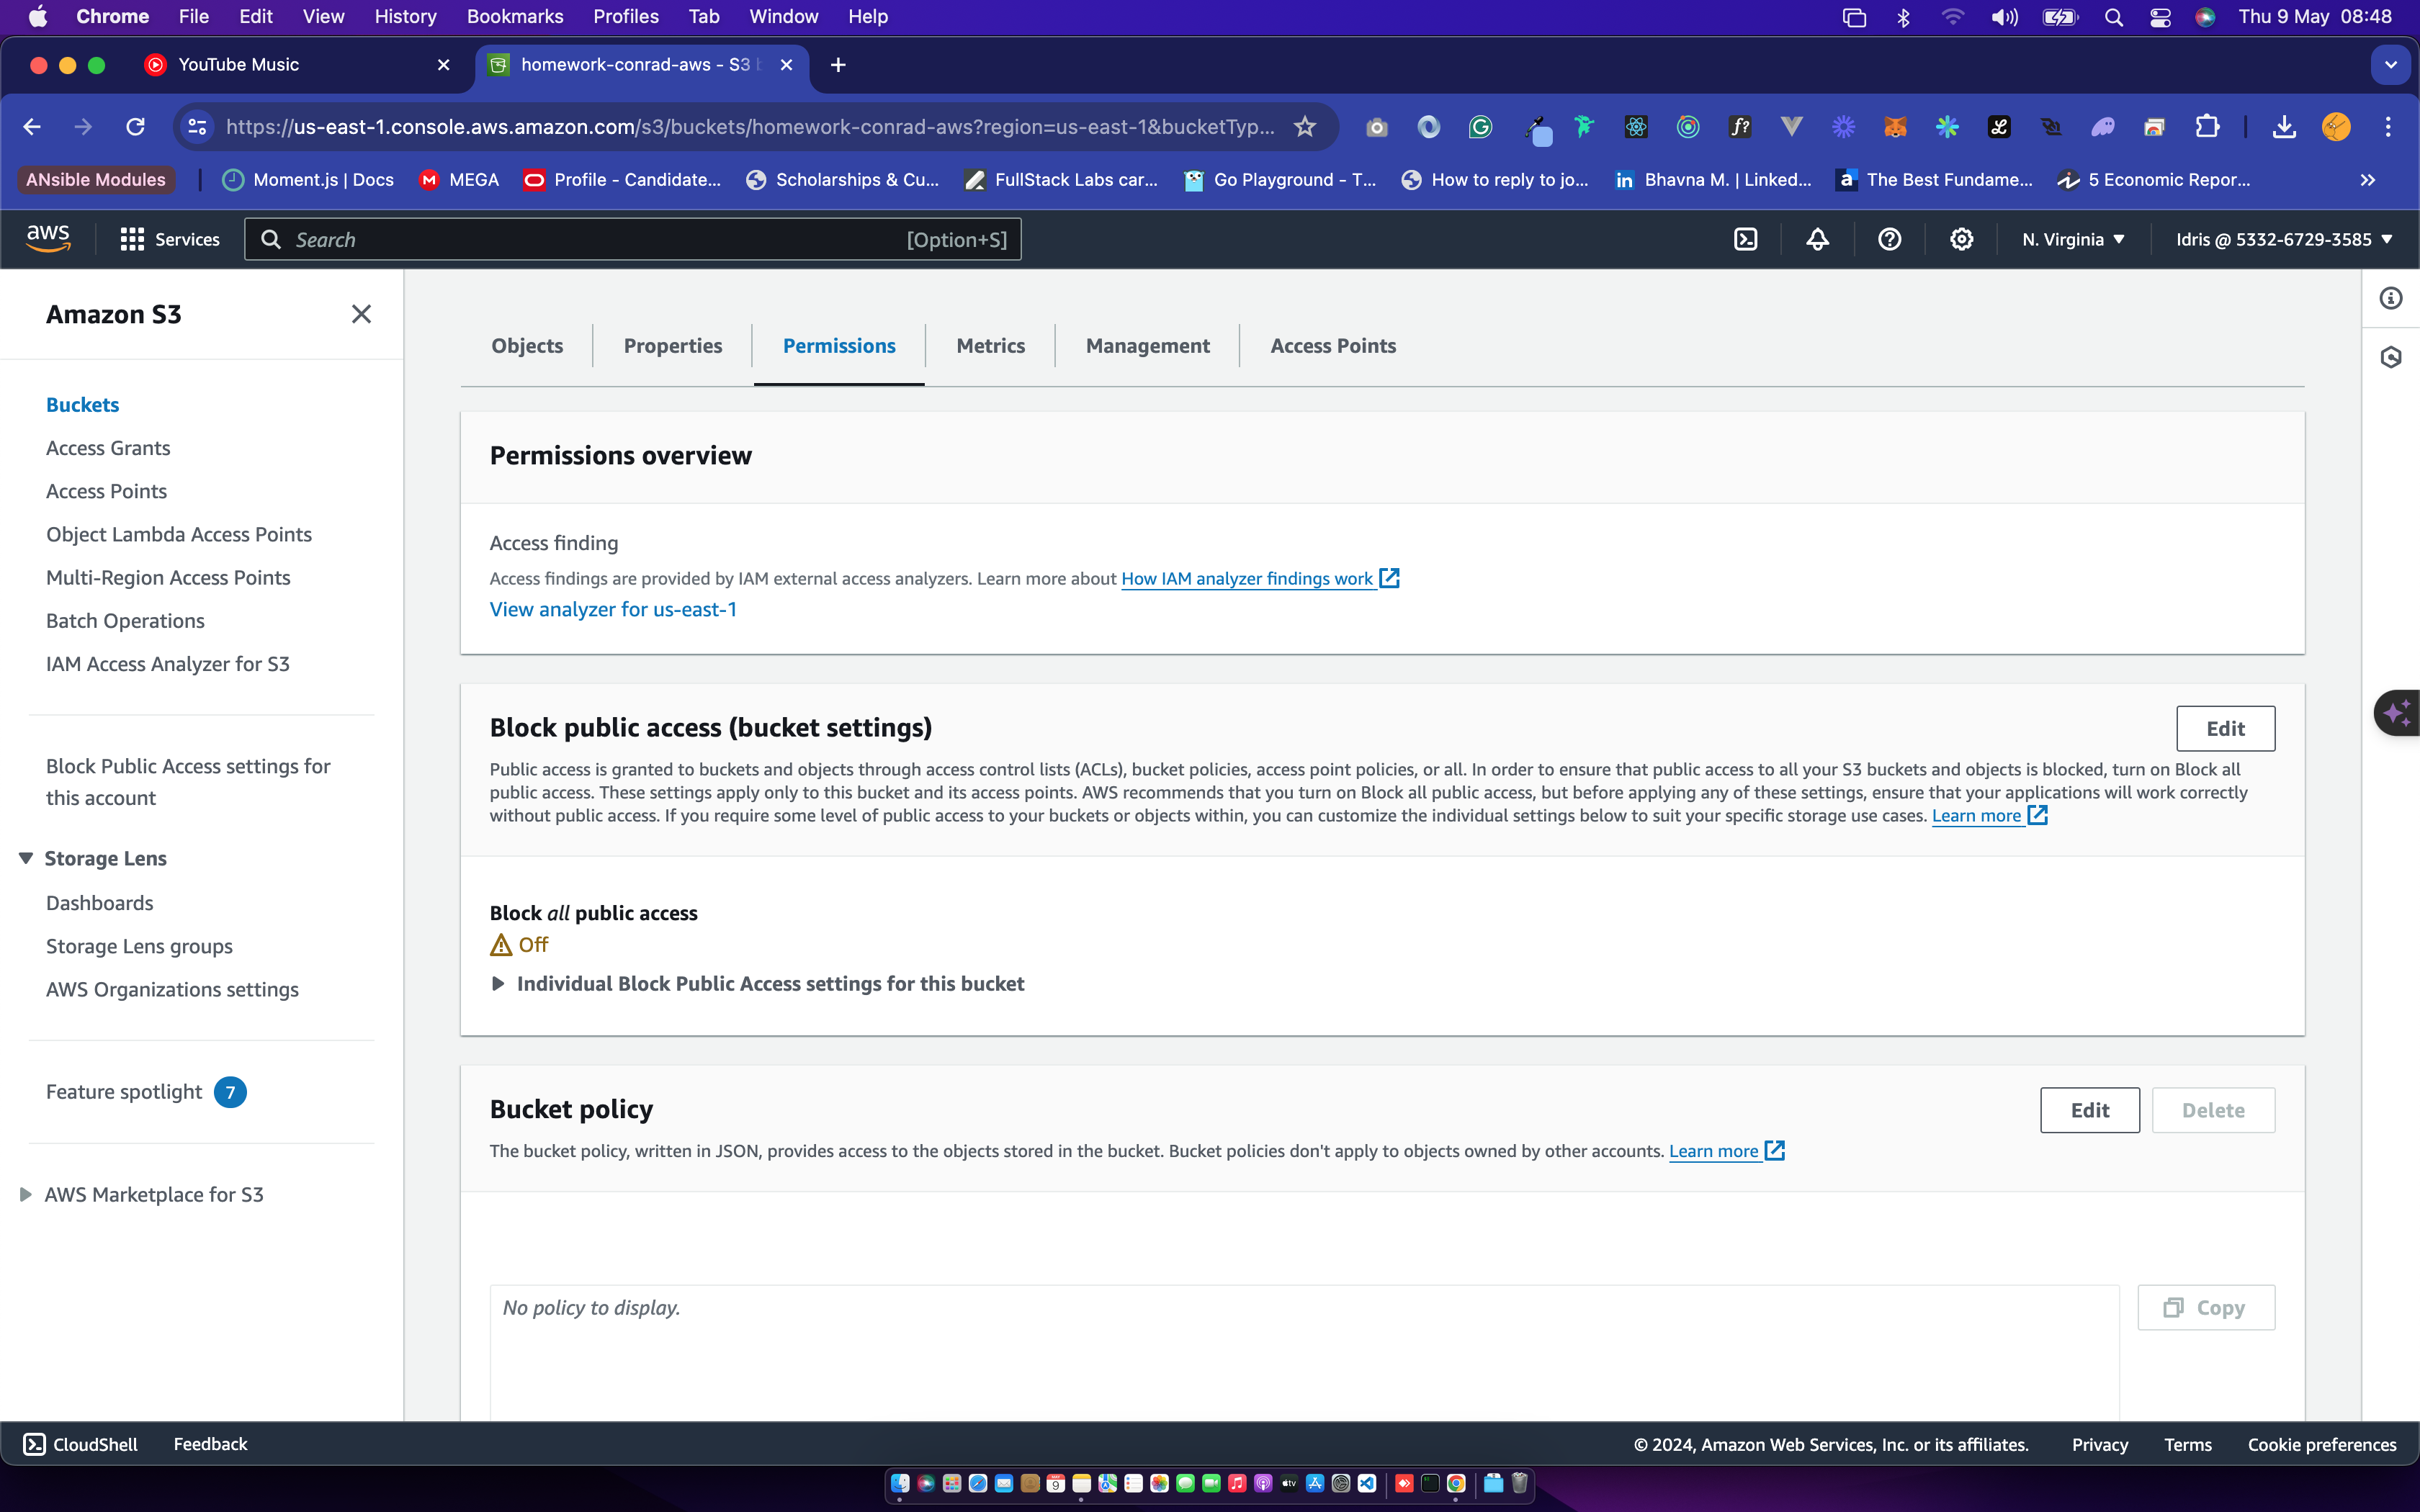 Chrome File Edit View History Bookmarks Profiles Tab Window Help Thu 9 May 08:48
YouTube Music homework-conrad-aws - S3 b
https://us-east-1.console.aws.amazon.com/s3/buckets/homework-conrad-aws?region=us-east-1&bucketTyp...
ANsible Modules Moment.js | Docs MEGA Profile - Candidate... Scholarships & Cu... FullStack Labs car... Go Playground - T... How to reply to jo... Bhavna M. | Linked... The Best Fundame... 5 Economic Repor...
aws Services Search [Option+S] N. Virginia Idris @ 5332-6729-3585
Amazon S3
Buckets
Access Grants
Access Points
Object Lambda Access Points
Multi-Region Access Points
Batch Operations
IAM Access Analyzer for S3
Block Public Access settings for
this account
Storage Lens
Dashboards
Storage Lens groups
AWS Organizations settings
Feature spotlight 7
AWS Marketplace for S3
Objects Properties Permissions Metrics Management Access Points
Permissions overview
Access finding
Access findings are provided by IAM external access analyzers. Learn more about How IAM analyzer findings work
View analyzer for us-east-1
Block public access (bucket settings)
Edit
Public access is granted to buckets and objects through access control lists (ACLs), bucket policies, access point policies, or all. In order to ensure that public access to all your S3 buckets and objects is blocked, turn on Block all
public access. These settings apply only to this bucket and its access points. AWS recommends that you turn on Block all public access, but before applying any of these settings, ensure that your applications will work correctly
without public access. If you require some level of public access to your buckets or objects within, you can customize the individual settings below to suit your specific storage use cases. Learn more
Block all public access
Off
Individual Block Public Access settings for this bucket
Bucket policy
Edit Delete
The bucket policy, written in JSON, provides access to the objects stored in the bucket. Bucket policies don't apply to objects owned by other accounts. Learn more
No policy to display.
Copy
CloudShell Feedback © 2024, Amazon Web Services, Inc. or its affiliates. Privacy Terms Cookie preferences